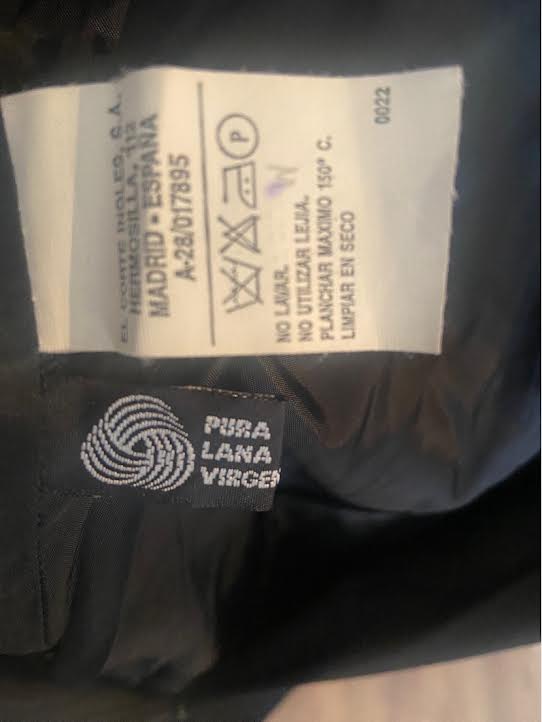 EL CORTE INGLES, S.A.
HERMOSILLA, 112
MADRID - ESPAÑA
A-28/017895
P
NO LAVAR.
NO UTILIZAR LEJIA.
PLANCHAR MAXIMO 150º C.
LIMPIAR EN SECO
0022
PURA
LANA
VIRGEN